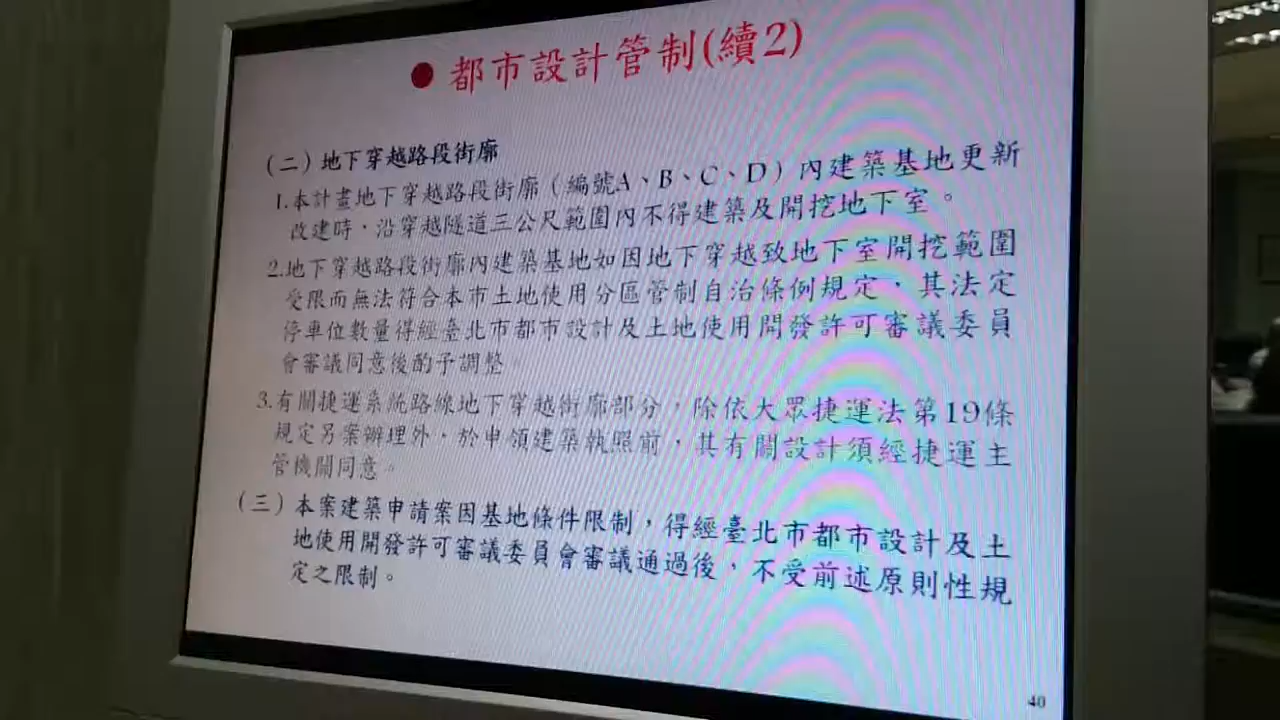 ● 都市設計管制(續2)
(二)地下穿越路段街廓
1.本計畫地下穿越路段街廓(編號A、B、C、D)內建築基地更新
改建時,沿穿越隧道三公尺範圍內不得建築及開挖地下室。
2.地下穿越路段街廓內建築基地如因地下穿越致地下室開挖範圍
受限而無法符合本市土地使用分區管制自治條例規定,其法定
停車位數量得經臺北市都市設計及土地使用開發許可審議委員
會審議同意後酌予調整。
3.有關捷運系統路線地下穿越街廓部分,除依大眾捷運法第19條
規定另案辦理外,於申領建築執照前,其有關設計須經捷運主
管機關同意。
(三)本案建築申請案因基地條件限制,得經臺北市都市設計及土
地使用開發許可審議委員會審議通過後,不受前述原則性規
定之限制。
40